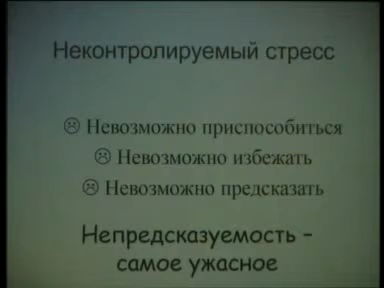 Неконтролируемый стресс
☹ Невозможно приспособиться
☹ Невозможно избежать
☹ Невозможно предсказать
Непредсказуемость –
самое ужасное